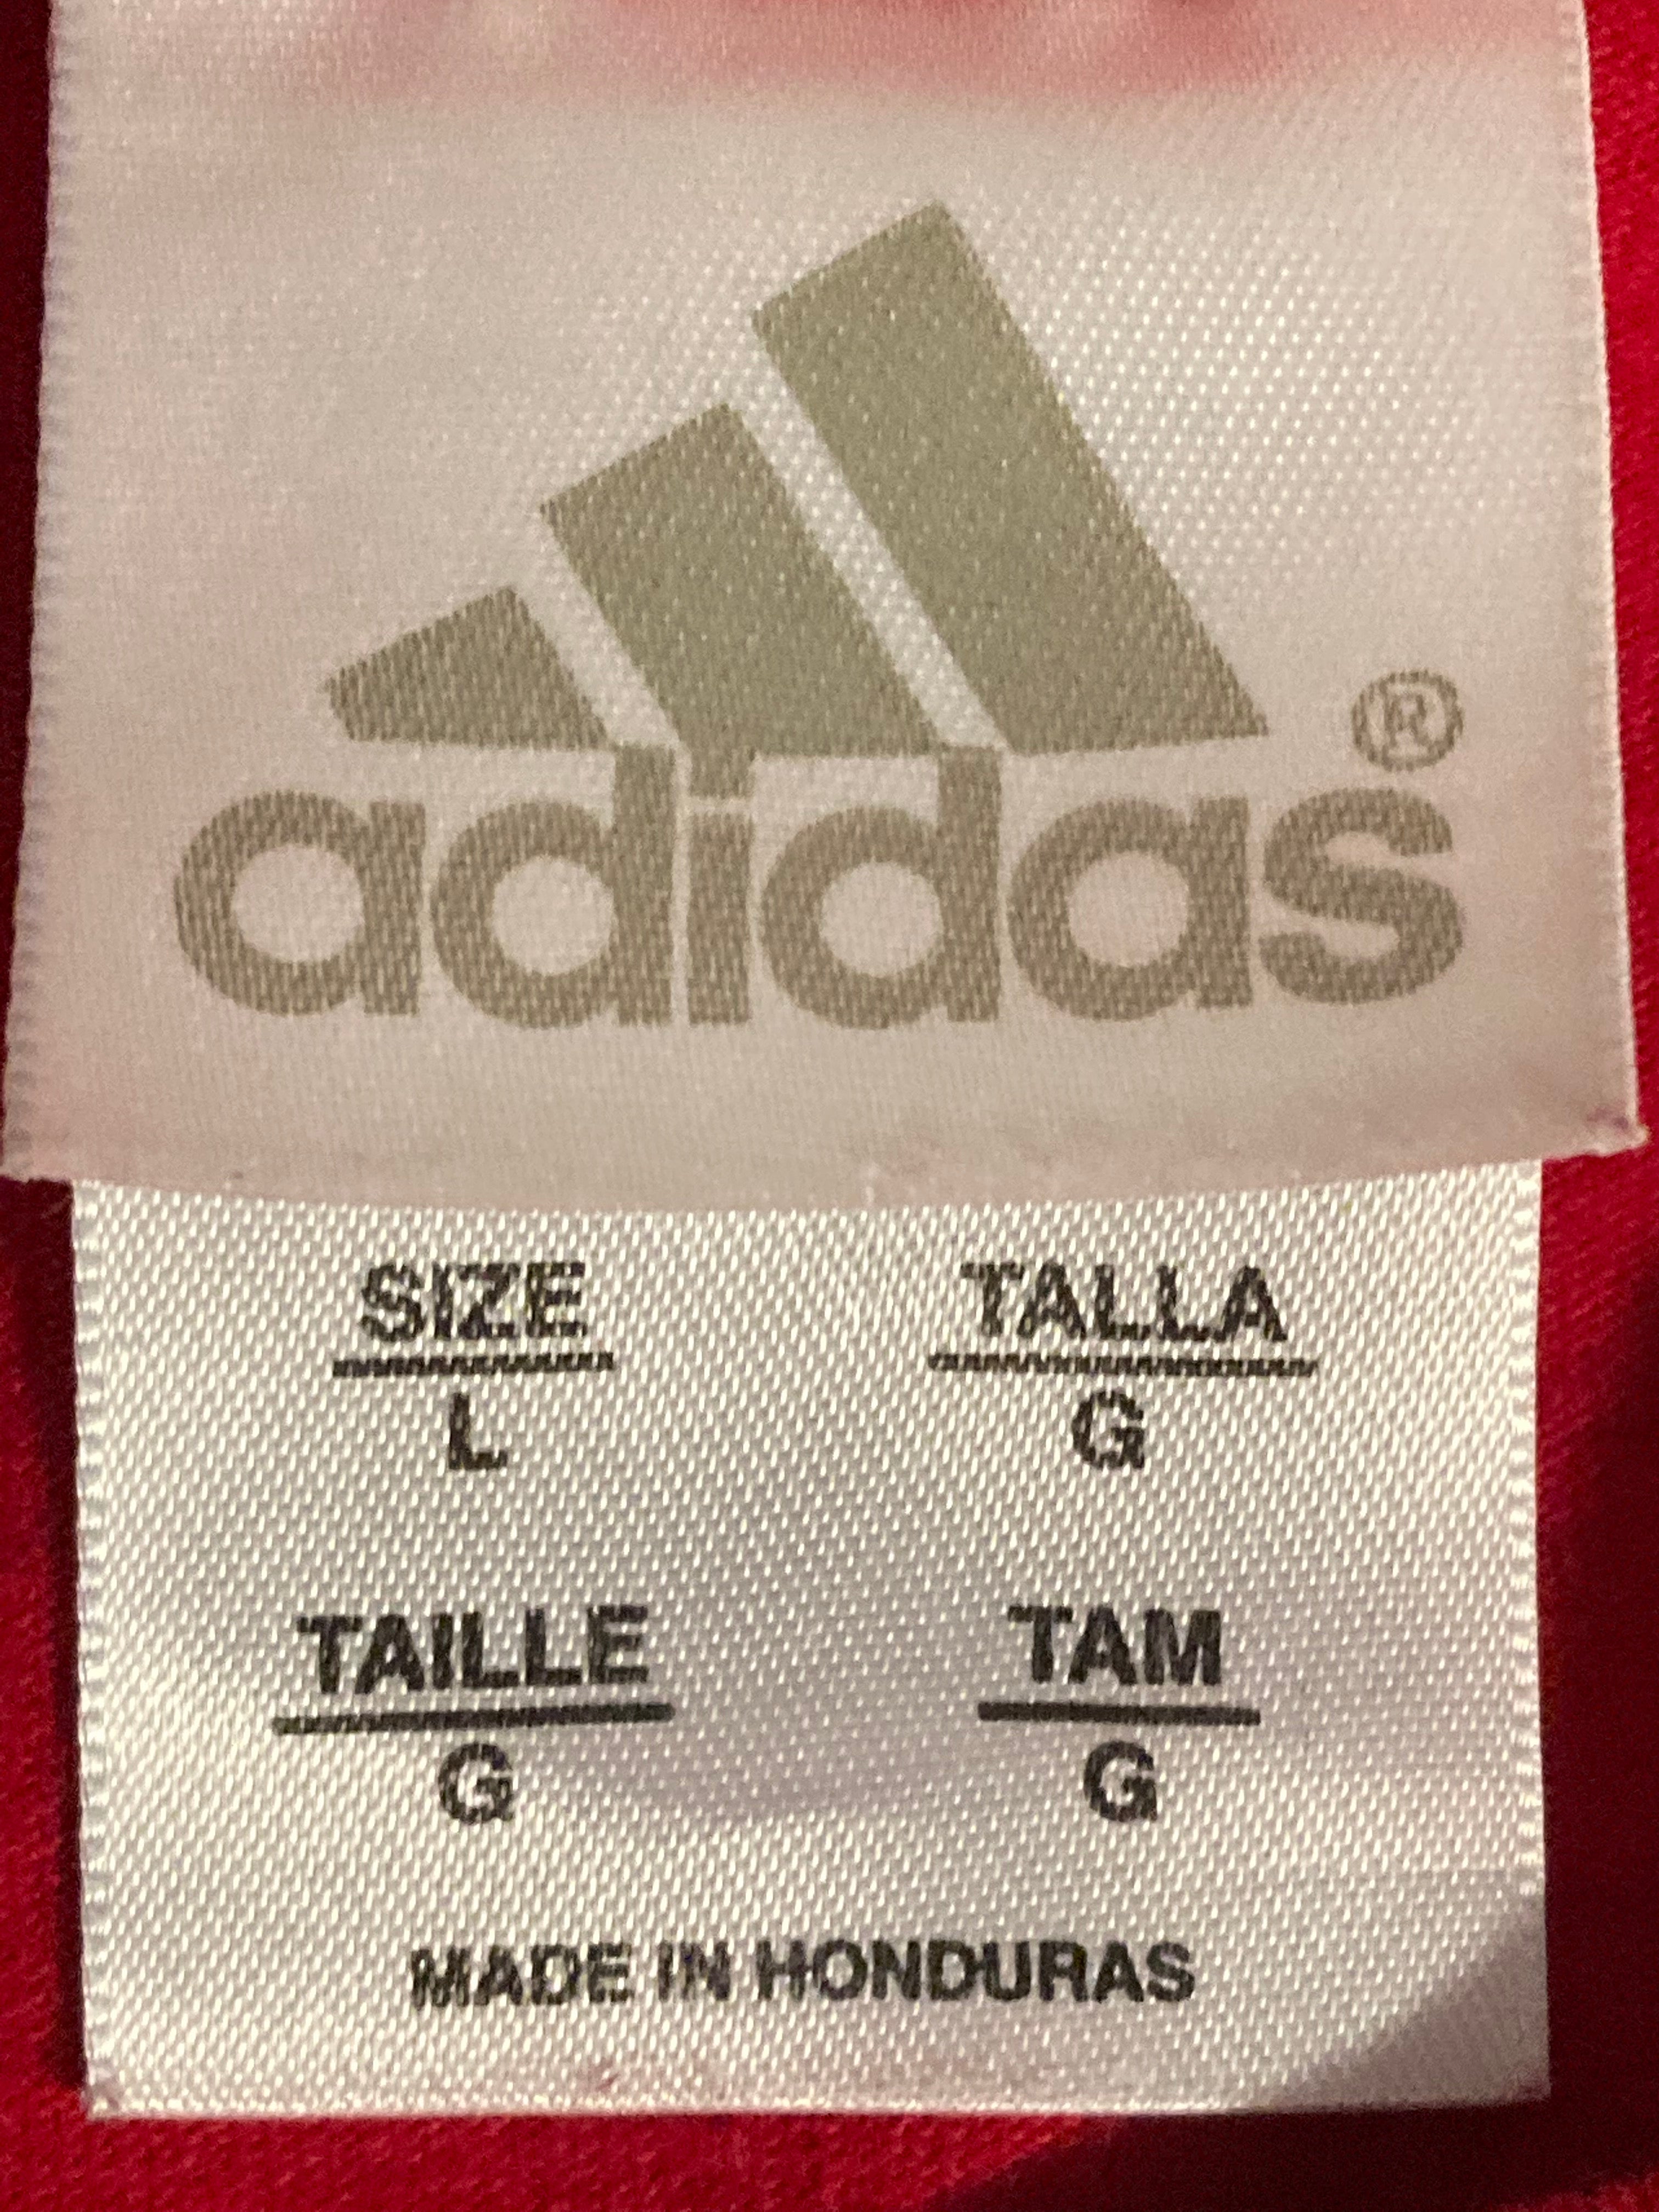 adidas®
SIZE TALLA
L G
TAILLE TAM
G G
MADE IN HONDURAS